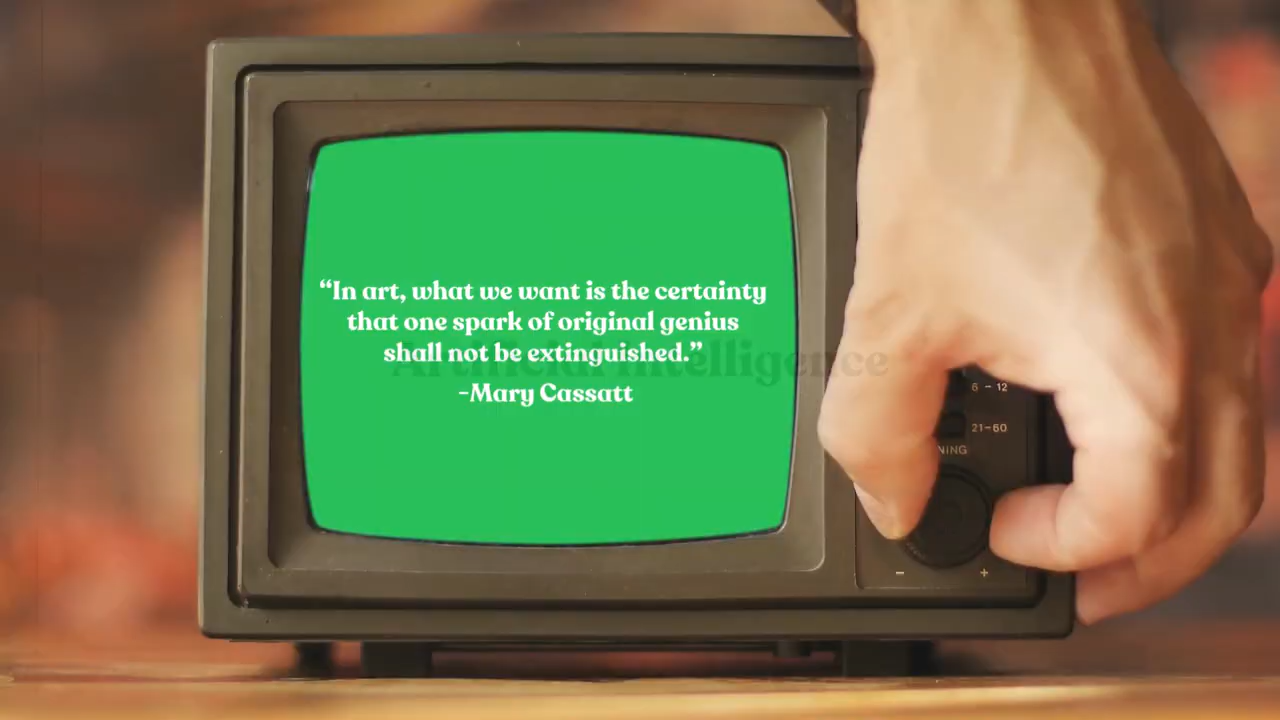 “In art, what we want is the certainty
that one spark of original genius
shall not be extinguished.”
-Mary Cassatt
Artificial Intelligence
6 - 12
21-60
NING
- +